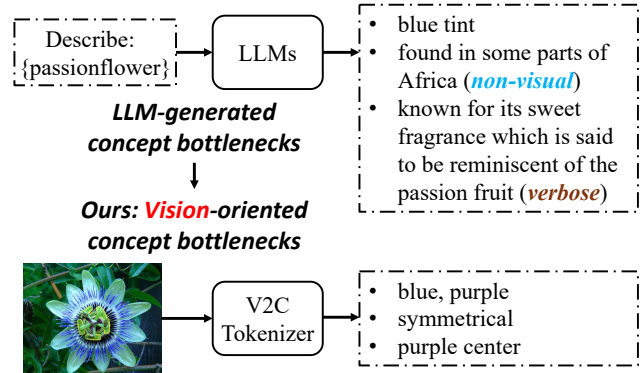 Describe:
{passionflower}
LLMs
• blue tint
• found in some parts of
Africa (non-visual)
• known for its sweet
fragrance which is said
to be reminiscent of the
passion fruit (verbose)
LLM-generated
concept bottlenecks
Ours: Vision-oriented
concept bottlenecks
V2C
Tokenizer
• blue, purple
• symmetrical
• purple center